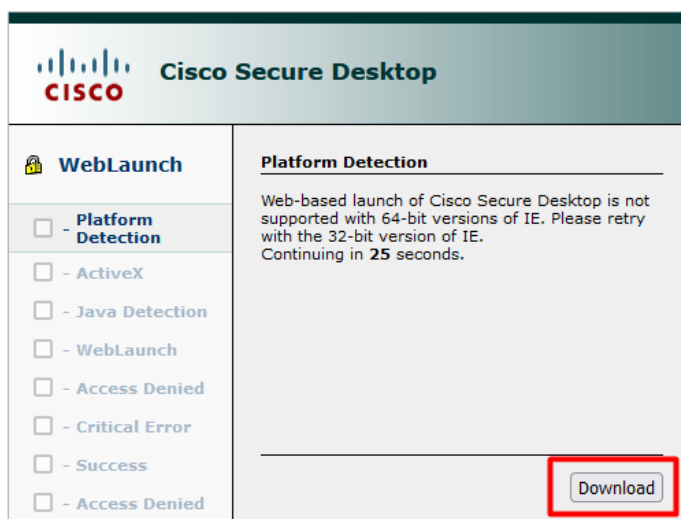 CISCO
Cisco Secure Desktop
WebLaunch
- Platform
Detection
- ActiveX
- Java Detection
- WebLaunch
- Access Denied
- Critical Error
- Success
- Access Denied
Platform Detection
Web-based launch of Cisco Secure Desktop is not
supported with 64-bit versions of IE. Please retry
with the 32-bit version of IE.
Continuing in 25 seconds.
Download